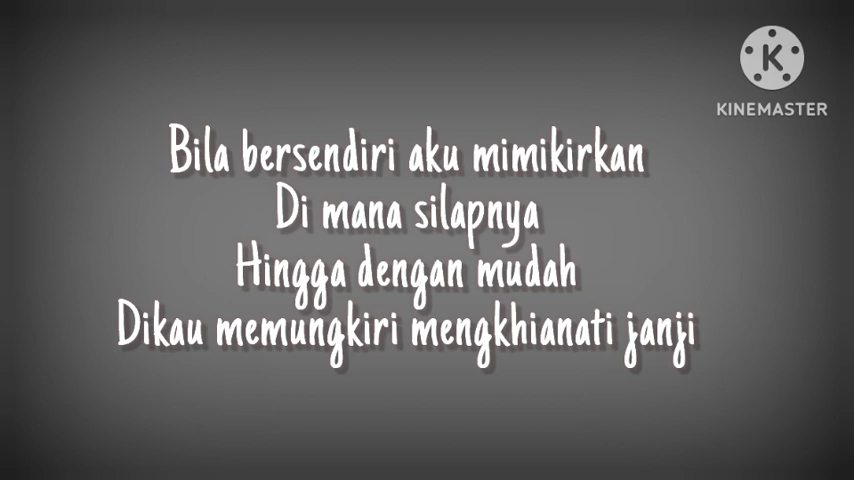 K
KINEMASTER
Bila bersendiri aku mimikirkan
Di mana silapnya
Hingga dengan mudah
Dikau memungkiri mengkhianati janji